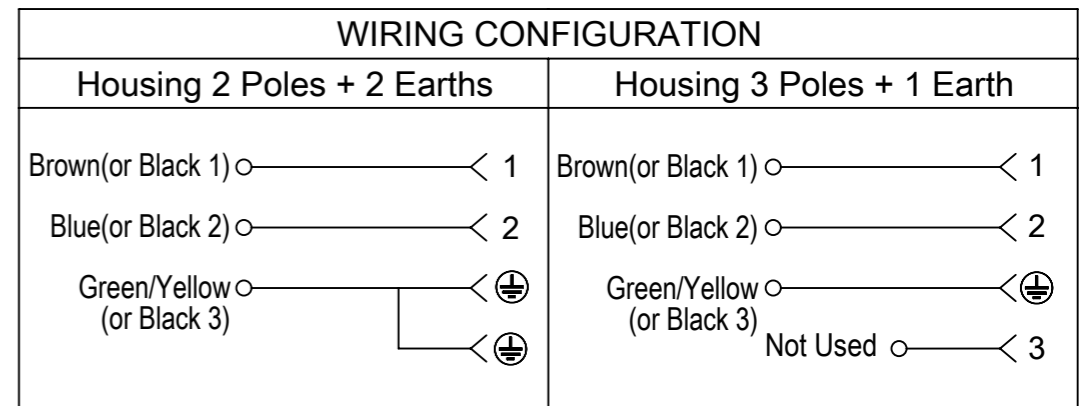 WIRING CONFIGURATION
Housing 2 Poles + 2 Earths
Brown(or Black 1) 1
Blue(or Black 2) 2
Green/Yellow
(or Black 3)
Housing 3 Poles + 1 Earth
Brown(or Black 1) 1
Blue(or Black 2) 2
Green/Yellow
(or Black 3)
Not Used 3